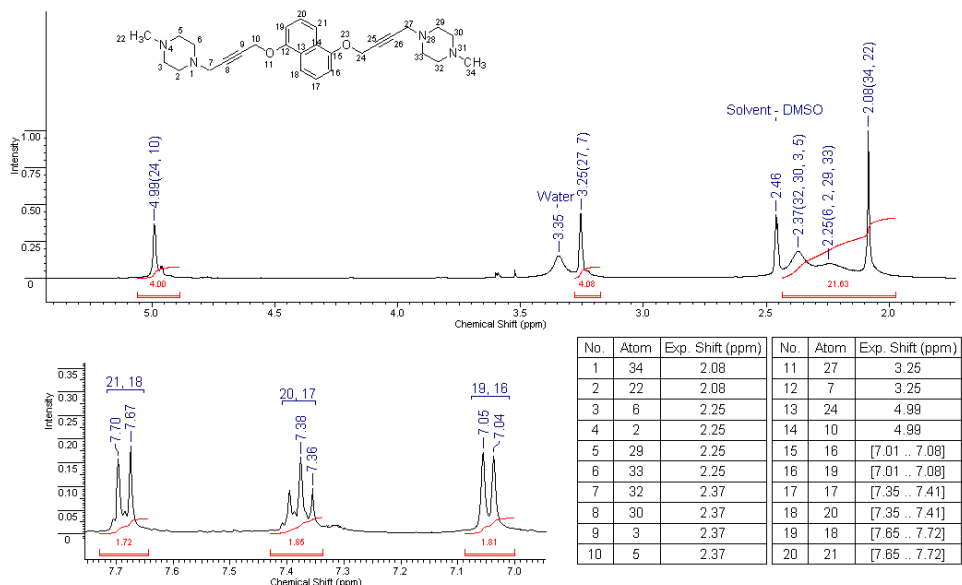 H3C
22
N
4
5
6
3
2
N
1
7
8
9
10
O
11
12
19
20
21
13
14
18
17
16
15
O
23
24
25
26
27
N
28
29
30
33
32
N
31
CH3
34
Solvent - DMSO
Water
4.99(24, 10)
3.35
3.25(27, 7)
2.46
2.37(32, 30, 3, 5)
2.25(6, 2, 29, 33)
2.08(34, 22)
Intensity
1.00
0.75
0.50
0.25
0
4.00
4.08
21.63
5.0 4.5 4.0 3.5 3.0 2.5 2.0
Chemical Shift (ppm)
Intensity
0.35
0.30
0.25
0.20
0.15
0.10
0.05
0
21, 18
20, 17
19, 16
7.70
7.67
7.38
7.36
7.05
7.04
1.72
1.85
1.81
7.7 7.6 7.5 7.4 7.3 7.2 7.1 7.0
Chemical Shift (ppm)
No. Atom Exp. Shift (ppm) No. Atom Exp. Shift (ppm)
1 34 2.08 11 27 3.25
2 22 2.08 12 7 3.25
3 6 2.25 13 24 4.99
4 2 2.25 14 10 4.99
5 29 2.25 15 16 [7.01 .. 7.08]
6 33 2.25 16 19 [7.01 .. 7.08]
7 32 2.37 17 17 [7.35 .. 7.41]
8 30 2.37 18 20 [7.35 .. 7.41]
9 3 2.37 19 18 [7.65 .. 7.72]
10 5 2.37 20 21 [7.65 .. 7.72]